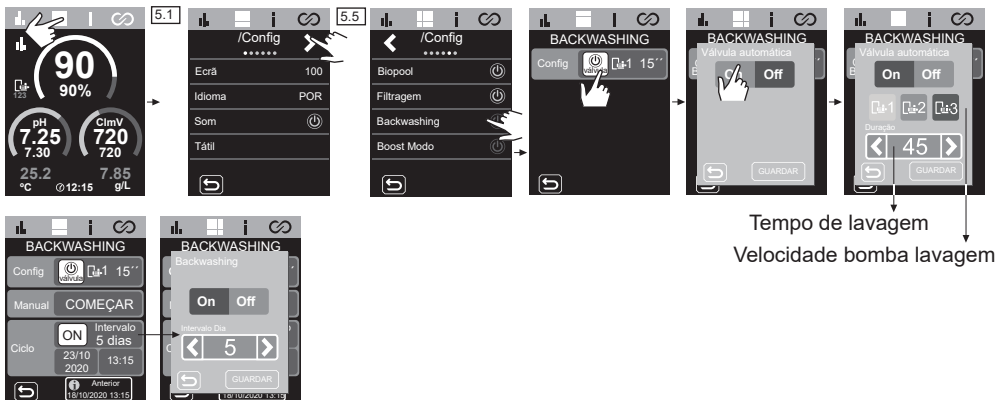 5.1
5.5
90
90%
123
pH
7.25
7.30
ClmV
720
720
25.2
°C
12:15
7.85
g/L
/Config
Ecrã 100
Idioma POR
Som
Tátil
/Config
Biopool
Filtragem
Backwashing
Boost Modo
BACKWASHING
Config válvula 1 15´´
BACKWASHING
Válvula automática
Off
GUARDAR
BACKWASHING
Válvula automática
On Off
1 2 3
Duração
45
GUARDAR
Tempo de lavagem
Velocidade bomba lavagem
BACKWASHING
Config válvula 1 15´´
Manual COMEÇAR
Ciclo ON Intervalo
5 dias
23/10
2020 13:15
Anterior
18/10/2020 13:15
BACKWASHING
Backwashing
On Off
Intervalo Dia
5
GUARDAR
18/10/2020 13:15